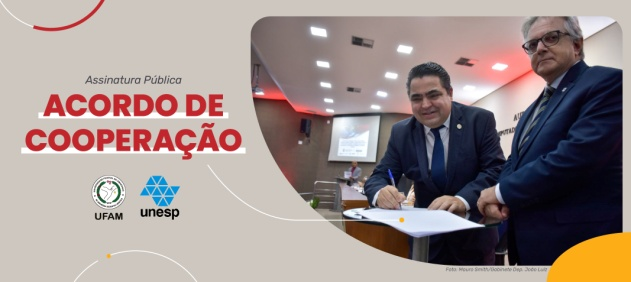 Assinatura Pública
ACORDO DE
COOPERAÇÃO
UFAM
unesp
Foto: Mauro Smith/Gabinete Dep. João Luiz